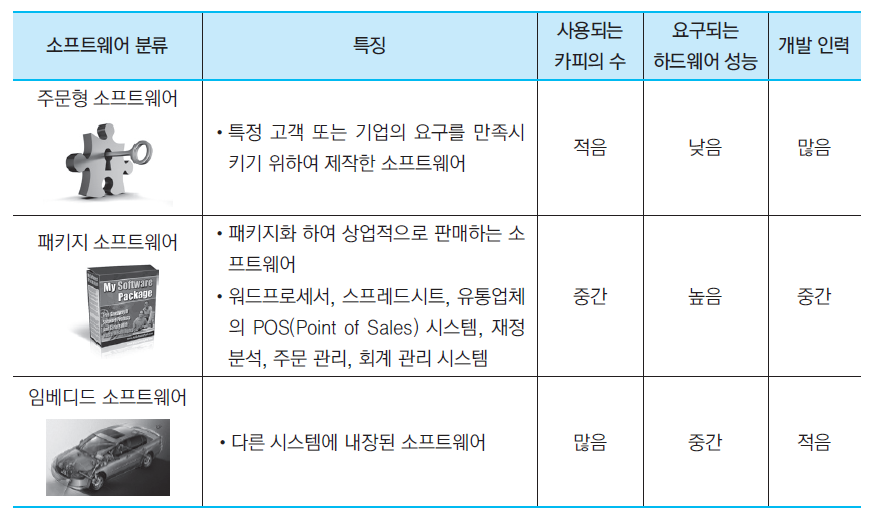 소프트웨어 분류
특징
사용되는
카피의 수
요구되는
하드웨어 성능
개발 인력
주문형 소프트웨어
• 특정 고객 또는 기업의 요구를 만족시
키기 위하여 제작한 소프트웨어
적음
낮음
많음
패키지 소프트웨어
My Software
Package
• 패키지화 하여 상업적으로 판매하는 소
프트웨어
• 워드프로세서, 스프레드시트, 유통업체
의 POS(Point of Sales) 시스템, 재정
분석, 주문 관리, 회계 관리 시스템
중간
높음
중간
임베디드 소프트웨어
• 다른 시스템에 내장된 소프트웨어
많음
중간
적음